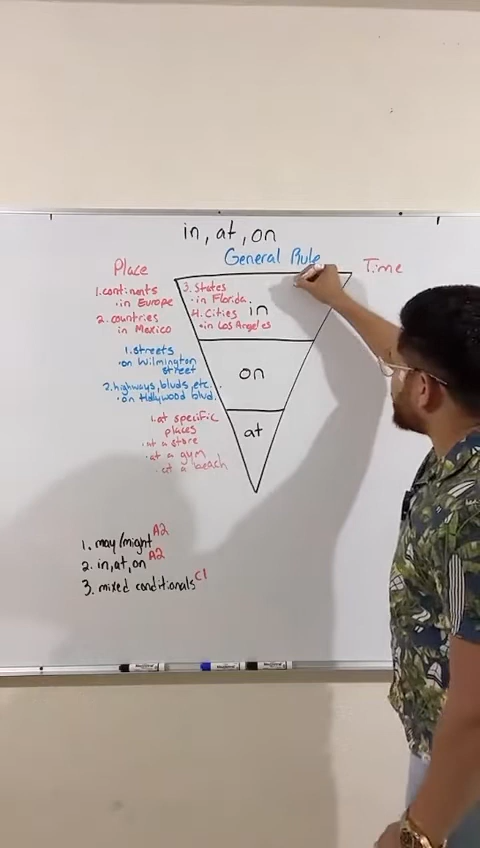 in, at, on
General Rule
Place
Time
1. continents
• in Europe
2. countries
in Mexico
3. States
• in Florida.
4. Cities
• in Los Angeles
in
1. streets
• on Wilmington
street
2. highways, blvds, etc.
• on Hollywood blvd.
on
1. at specific
places
• at a store
• at a gym
• at a beach
at
1. may/might A2
2. in, at, on A2
3. mixed conditionals C1